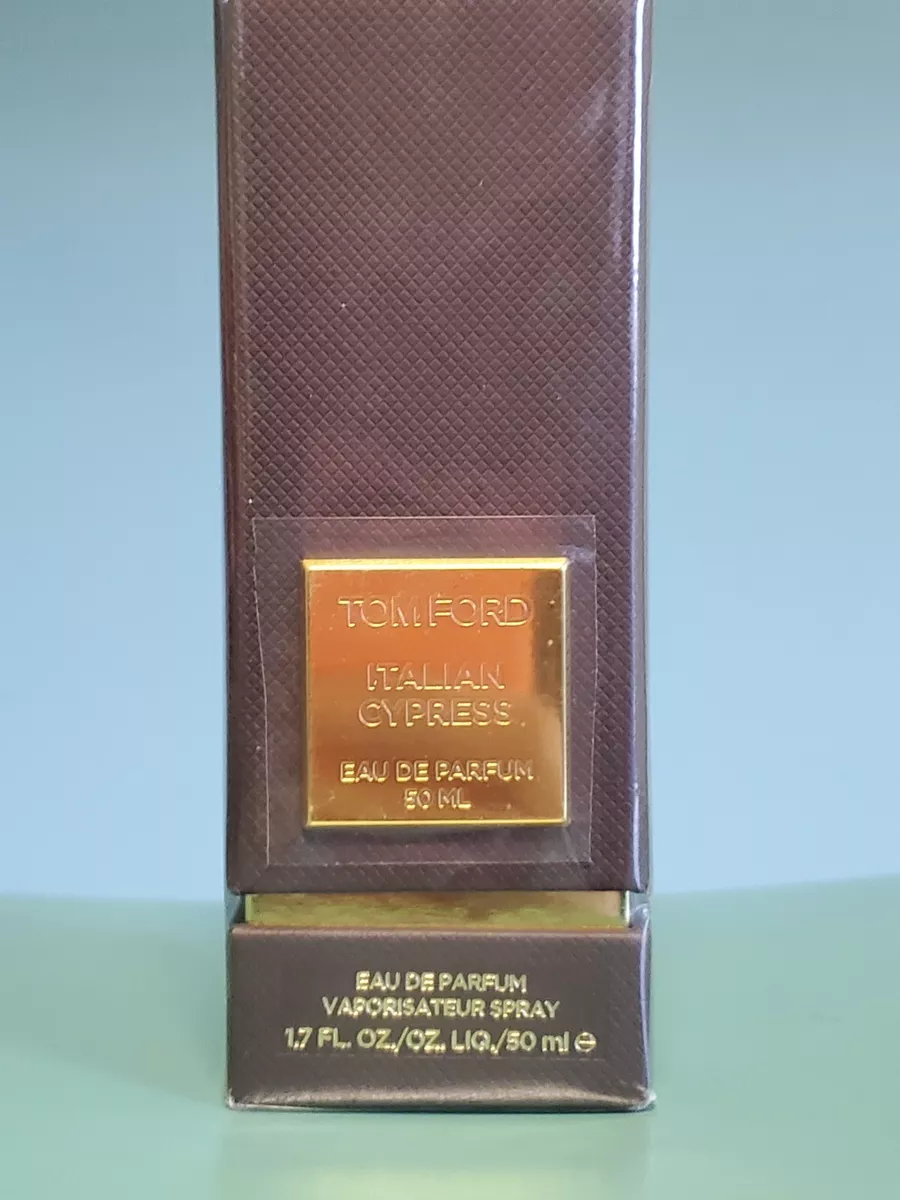 TOM FORD
ITALIAN
CYPRESS
EAU DE PARFUM
50 ML
EAU DE PARFUM
VAPORISATEUR SPRAY
1.7 FL. OZ./OZ. LIQ./50 ml ℮